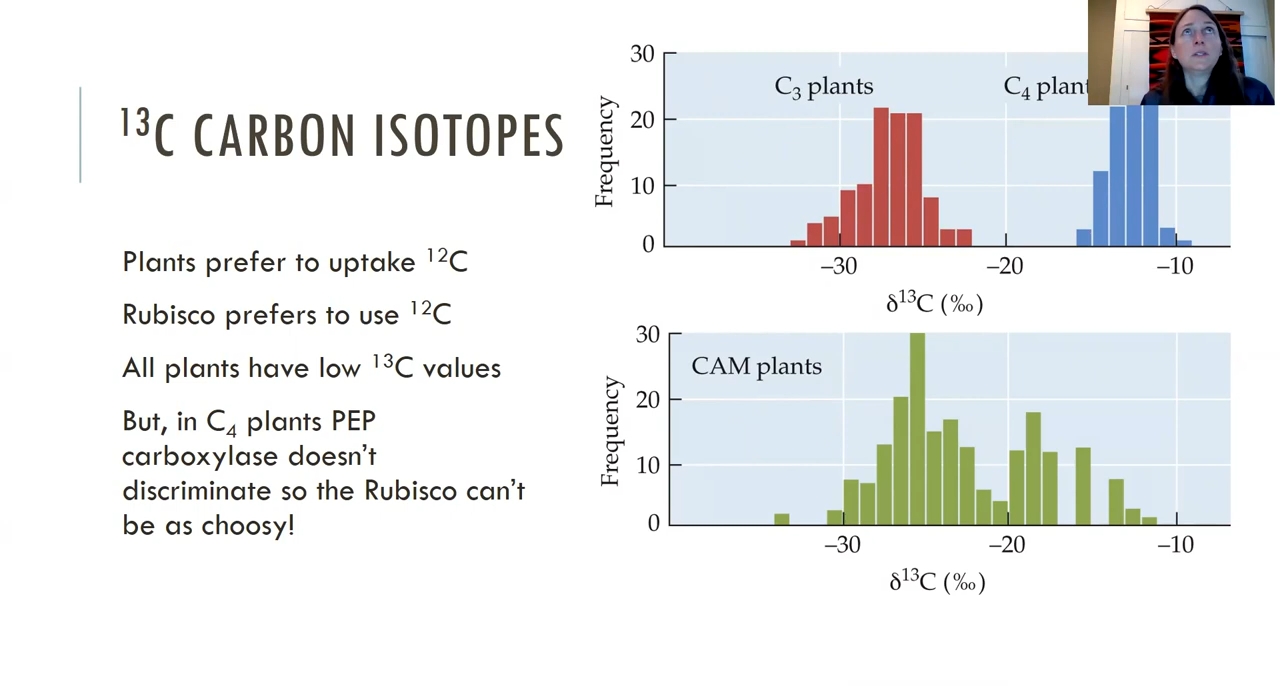 ¹³C CARBON ISOTOPES
Plants prefer to uptake ¹²C
Rubisco prefers to use ¹²C
All plants have low ¹³C values
But, in C₄ plants PEP
carboxylase doesn’t
discriminate so the Rubisco can’t
be as choosy!
30
20
10
0
Frequency
C₃ plants
C₄ plant
–30
–20
–10
δ¹³C (‰)
30
20
10
0
Frequency
CAM plants
–30
–20
–10
δ¹³C (‰)